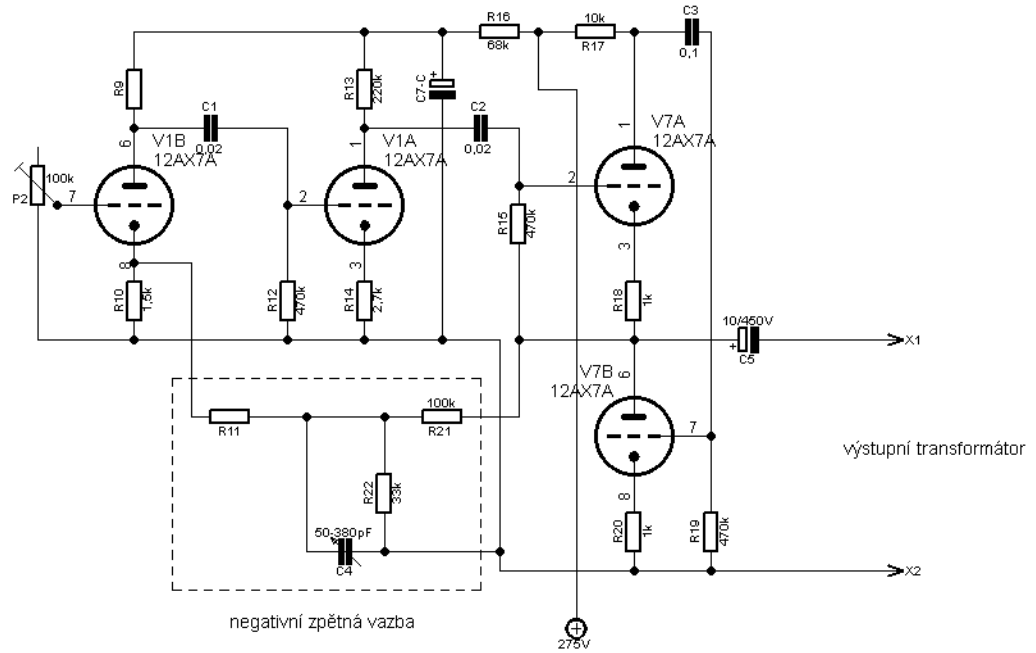 R16
68k
10k
R17
C3
0,1
R9
R13
220k
+
C7-C
C1
0,02
C2
0,02
V1B
12AX7A
6
7
8
V1A
12AX7A
1
2
3
V7A
12AX7A
1
2
3
100k
P2
R15
470k
R10
1,5k
R12
470k
R14
2,7k
R18
1k
10/450V
+
C5
X1
V7B
12AX7A
6
7
8
R11
100k
R21
R22
33k
50-380pF
C4
R20
1k
R19
470k
výstupní transformátor
X2
negativní zpětná vazba
275V